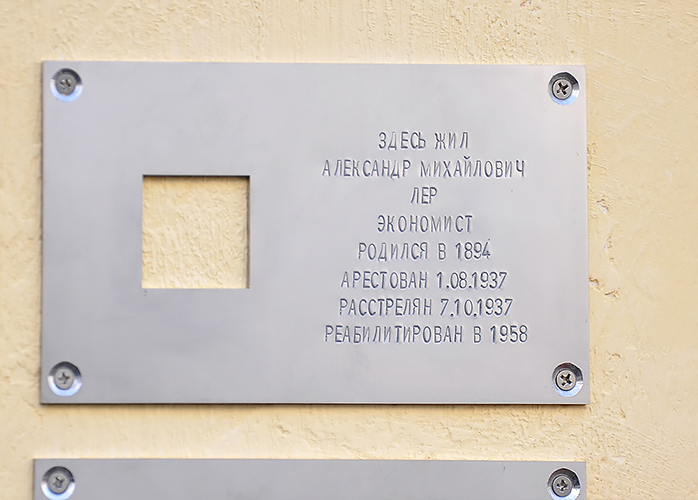 ЗДЕСЬ ЖИЛ
АЛЕКСАНДР МИХАЙЛОВИЧ
ЛЕР
ЭКОНОМИСТ
РОДИЛСЯ В 1894
АРЕСТОВАН 1.08.1937
РАССТРЕЛЯН 7.10.1937
РЕАБИЛИТИРОВАН В 1958